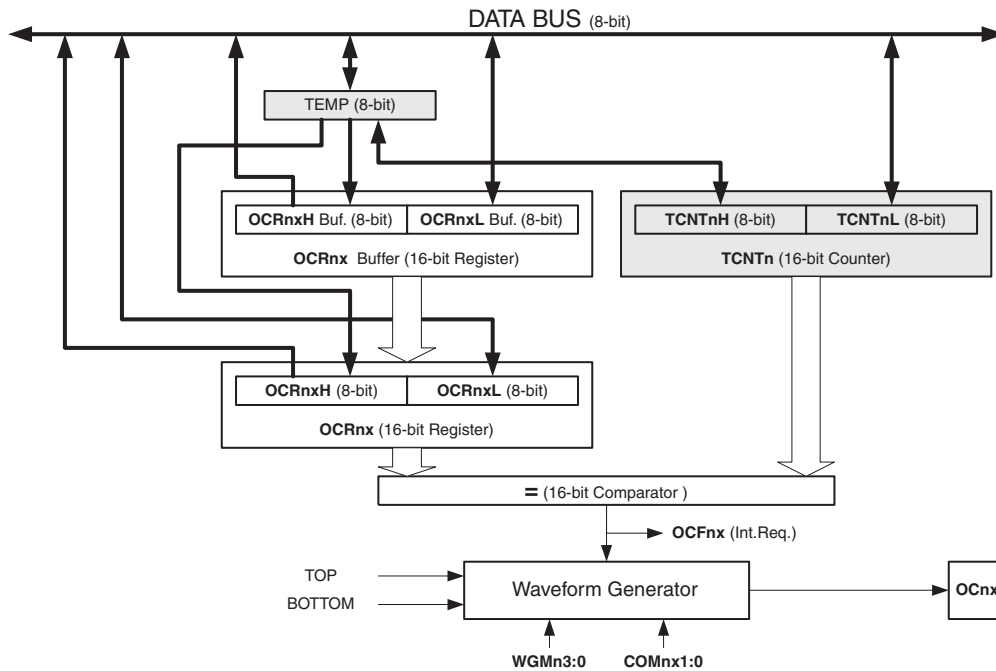 DATA BUS (8-bit)
TEMP (8-bit)
OCRnxH Buf. (8-bit) OCRnxL Buf. (8-bit)
OCRnx Buffer (16-bit Register)
TCNTnH (8-bit) TCNTnL (8-bit)
TCNTn (16-bit Counter)
OCRnxH (8-bit) OCRnxL (8-bit)
OCRnx (16-bit Register)
= (16-bit Comparator )
OCFnx (Int.Req.)
TOP
BOTTOM
Waveform Generator
OCnx
WGMn3:0 COMnx1:0